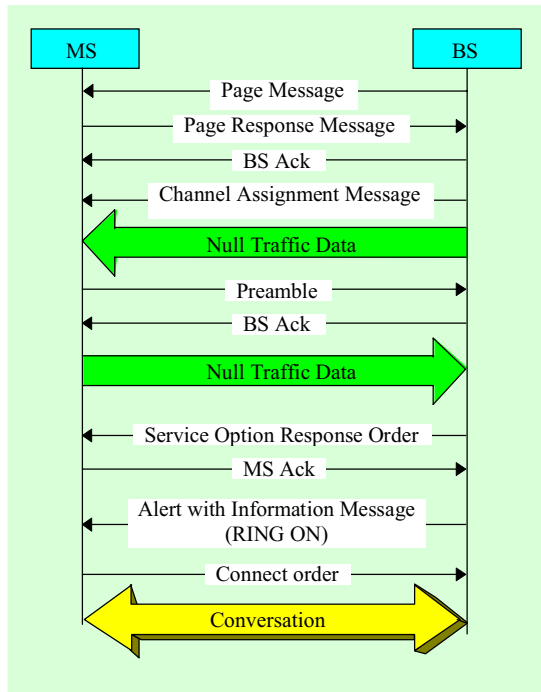 MS
BS
Page Message
Page Response Message
BS Ack
Channel Assignment Message
Null Traffic Data
Preamble
BS Ack
Null Traffic Data
Service Option Response Order
MS Ack
Alert with Information Message
(RING ON)
Connect order
Conversation